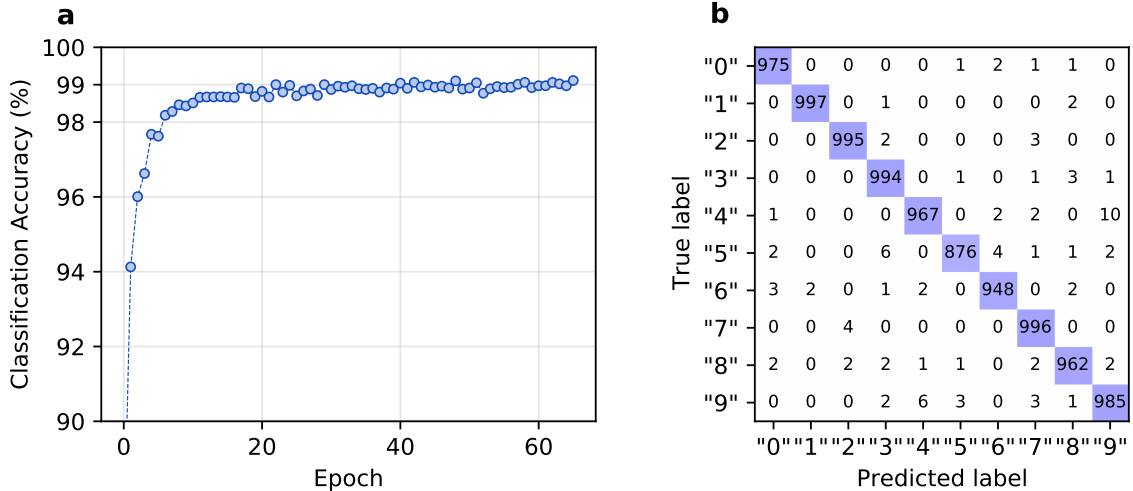 a
Classification Accuracy (%)
100
99
98
96
94
92
90
0 20 40 60
Epoch
b
True label
"0" 975 0 0 0 0 1 2 1 1 0
"1" 0 997 0 1 0 0 0 0 2 0
"2" 0 0 995 2 0 0 0 3 0 0
"3" 0 0 0 994 0 1 0 1 3 1
"4" 1 0 0 0 967 0 2 2 0 10
"5" 2 0 0 6 0 876 4 1 1 2
"6" 3 2 0 1 2 0 948 0 2 0
"7" 0 0 4 0 0 0 0 996 0 0
"8" 2 0 2 2 1 1 0 2 962 2
"9" 0 0 0 2 6 3 0 3 1 985
"0" "1" "2" "3" "4" "5" "6" "7" "8" "9"
Predicted label